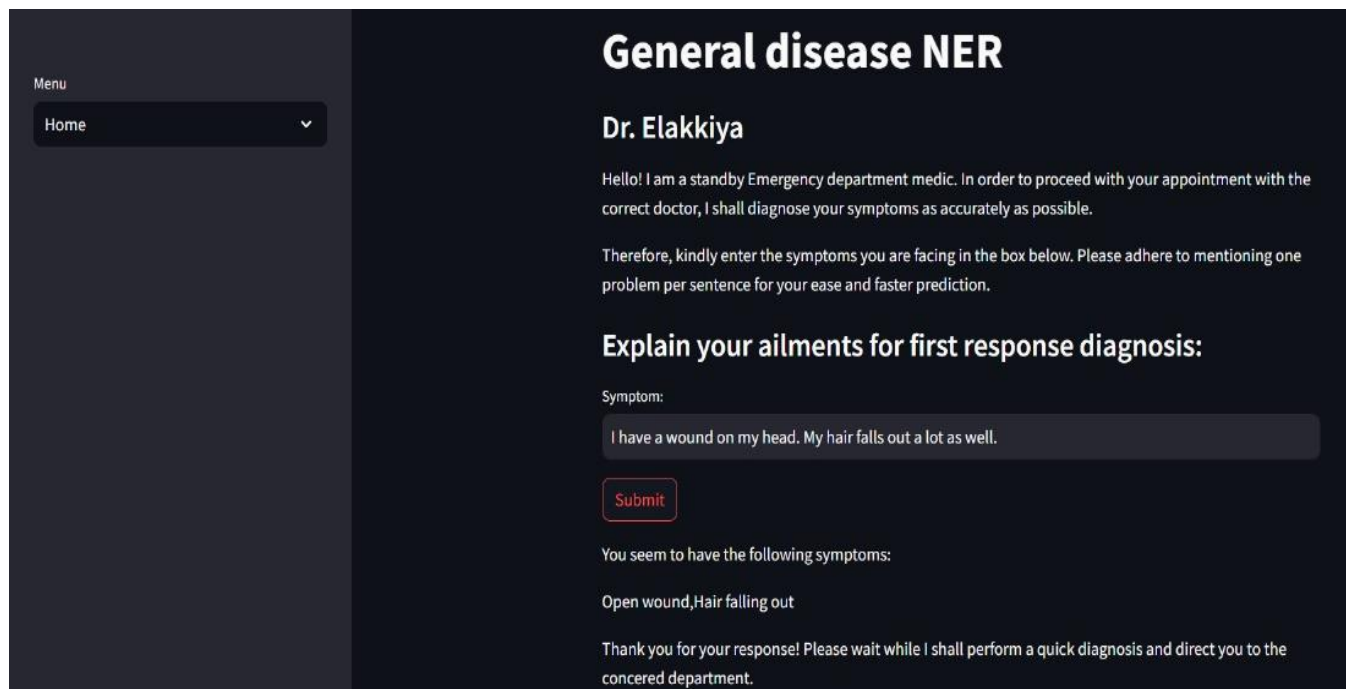 Menu
Home
General disease NER
Dr. Elakkiya
Hello! I am a standby Emergency department medic. In order to proceed with your appointment with the
correct doctor, I shall diagnose your symptoms as accurately as possible.
Therefore, kindly enter the symptoms you are facing in the box below. Please adhere to mentioning one
problem per sentence for your ease and faster prediction.
Explain your ailments for first response diagnosis:
Symptom:
I have a wound on my head. My hair falls out a lot as well.
Submit
You seem to have the following symptoms:
Open wound,Hair falling out
Thank you for your response! Please wait while I shall perform a quick diagnosis and direct you to the
concered department.